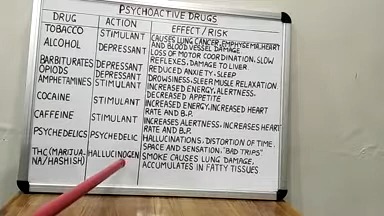 PSYCHOACTIVE DRUGS
DRUG ACTION EFFECT/RISK
TOBACCO STIMULANT CAUSES LUNG CANCER, EMPHYSEMA, HEART
AND BLOOD VESSEL DAMAGE
ALCOHOL DEPRESSANT LOSS OF MOTOR COORDINATION, SLOW
REFLEXES, DAMAGE TO LIVER
BARBITURATES DEPRESSANT REDUCED ANXIETY, SLEEP
OPIODS DEPRESSANT DROWSINESS, SLEEP MUSLE RELAXATION
AMPHETAMINES STIMULANT INCREASED ENERGY, ALERTNESS,
DECREASED APPETITE
COCAINE STIMULANT INCREASED ENERGY, INCREASED HEART
RATE AND B.P.
CAFFEINE STIMULANT INCREASES ALERTNESS, INCREASES HEART
RATE AND B.P.
PSYCHEDELICS PSYCHEDELIC HALLUCINATIONS, DISTORTION OF TIME,
SPACE AND SENSATION, "BAD TRIPS"
THC (MARIJUA- HALLUCINOGEN SMOKE CAUSES LUNG DAMAGE,
NA/HASHISH) ACCUMULATES IN FATTY TISSUES